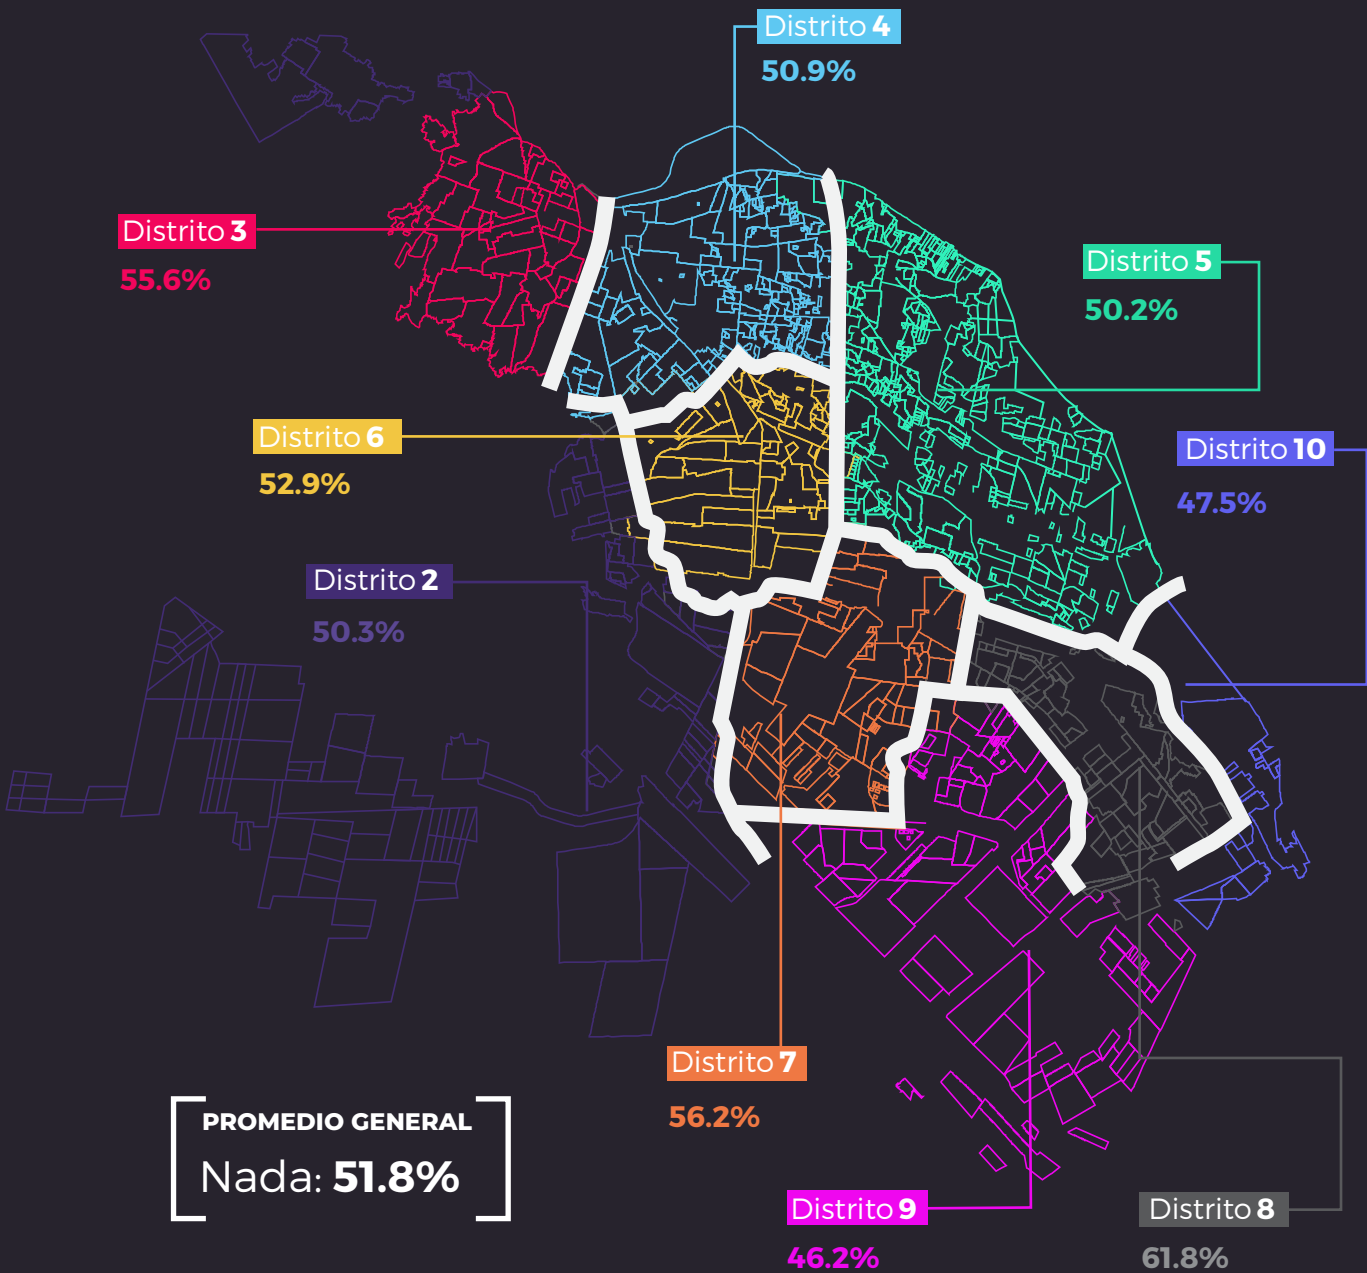 Distrito 4
50.9%
Distrito 3
55.6%
Distrito 5
50.2%
Distrito 6
52.9%
Distrito 10
47.5%
Distrito 2
50.3%
Distrito 7
56.2%
PROMEDIO GENERAL
Nada: 51.8%
Distrito 9
46.2%
Distrito 8
61.8%